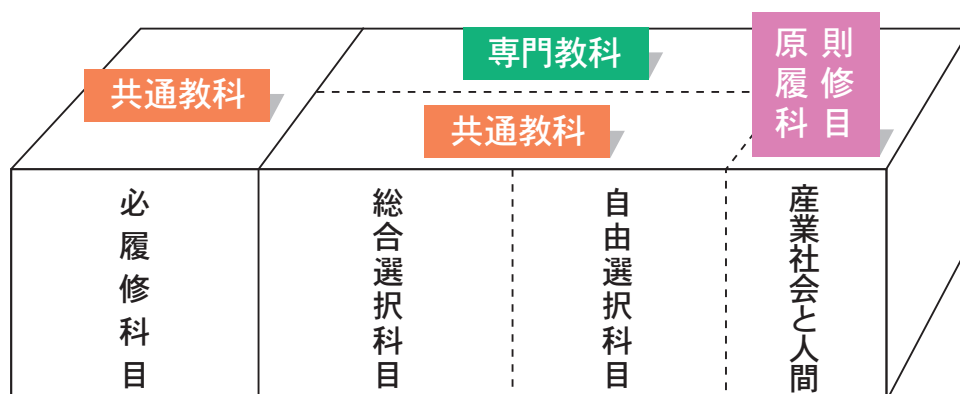 共通教科
専門教科
共通教科
原則
履修
科目
必履修科目
総合選択科目
自由選択科目
産業社会と人間